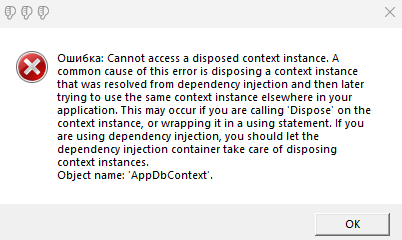 Ошибка: Cannot access a disposed context instance. A
common cause of this error is disposing a context instance
that was resolved from dependency injection and then later
trying to use the same context instance elsewhere in your
application. This may occur if you are calling 'Dispose' on the
context instance, or wrapping it in a using statement. If you
are using dependency injection, you should let the
dependency injection container take care of disposing
context instances.
Object name: 'AppDbContext'.
OK